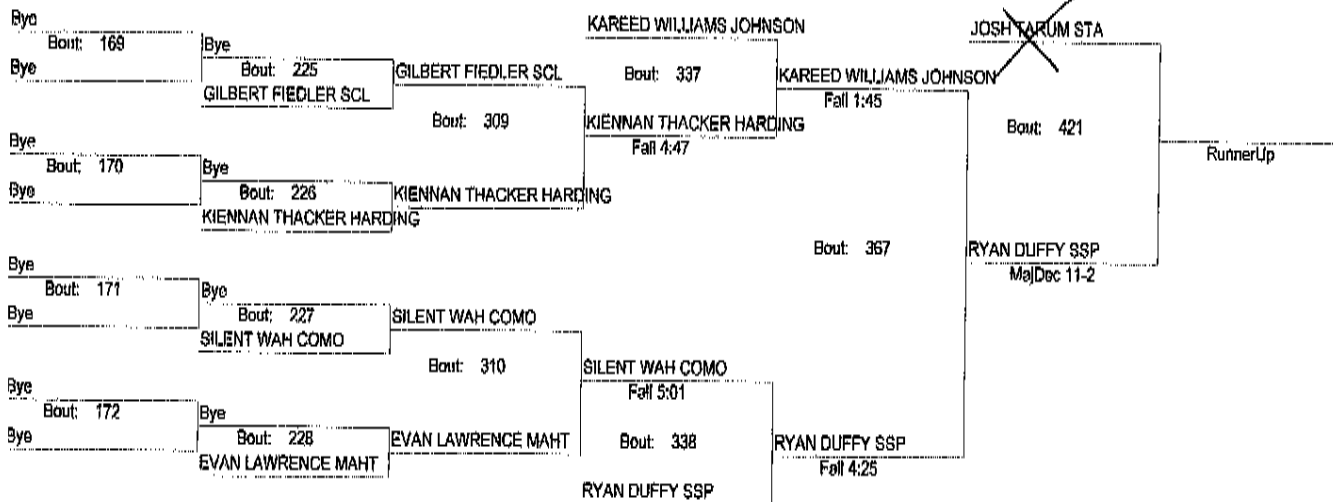 Bye
Bout: 169
Bye
Bye
Bout: 225
GILBERT FIEDLER SCL
GILBERT FIEDLER SCL
Bout: 309
Bye
Bout: 170
Bye
Bye
Bout: 226
KIENNAN THACKER HARDING
KIENNAN THACKER HARDING
KAREED WILLIAMS JOHNSON
Bout: 337
KIENNAN THACKER HARDING
Fall 4:47
KAREED WILLIAMS JOHNSON
Fall 1:45
Bye
Bout: 171
Bye
Bye
Bout: 227
SILENT WAH COMO
SILENT WAH COMO
Bout: 310
Bye
Bout: 172
Bye
Bye
Bout: 228
EVAN LAWRENCE MAHT
EVAN LAWRENCE MAHT
SILENT WAH COMO
Fall 5:01
Bout: 338
RYAN DUFFY SSP
RYAN DUFFY SSP
Fall 4:25
Bout: 367
JOSH TARUM STA
Bout: 421
RYAN DUFFY SSP
MajDec 11-2
RunnerUp